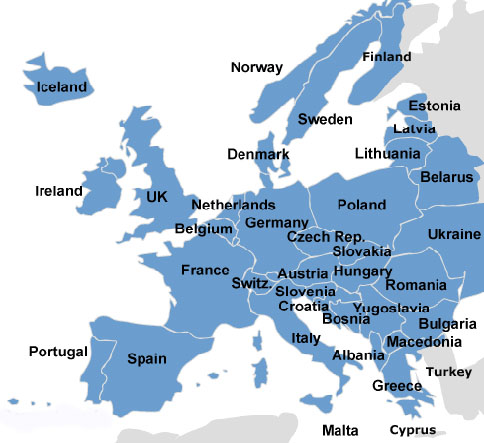 Norway
Finland
Iceland
Estonia
Sweden
Latvia
Denmark
Lithuania
Belarus
Ireland
UK
Netherlands
Poland
Germany
Belgium
Ukraine
Czech Rep.
Slovakia
France
Austria
Hungary
Switz.
Romania
Slovenia
Croatia
Yugoslavia
Bosnia
Bulgaria
Italy
Macedonia
Portugal
Spain
Albania
Turkey
Greece
Malta
Cyprus